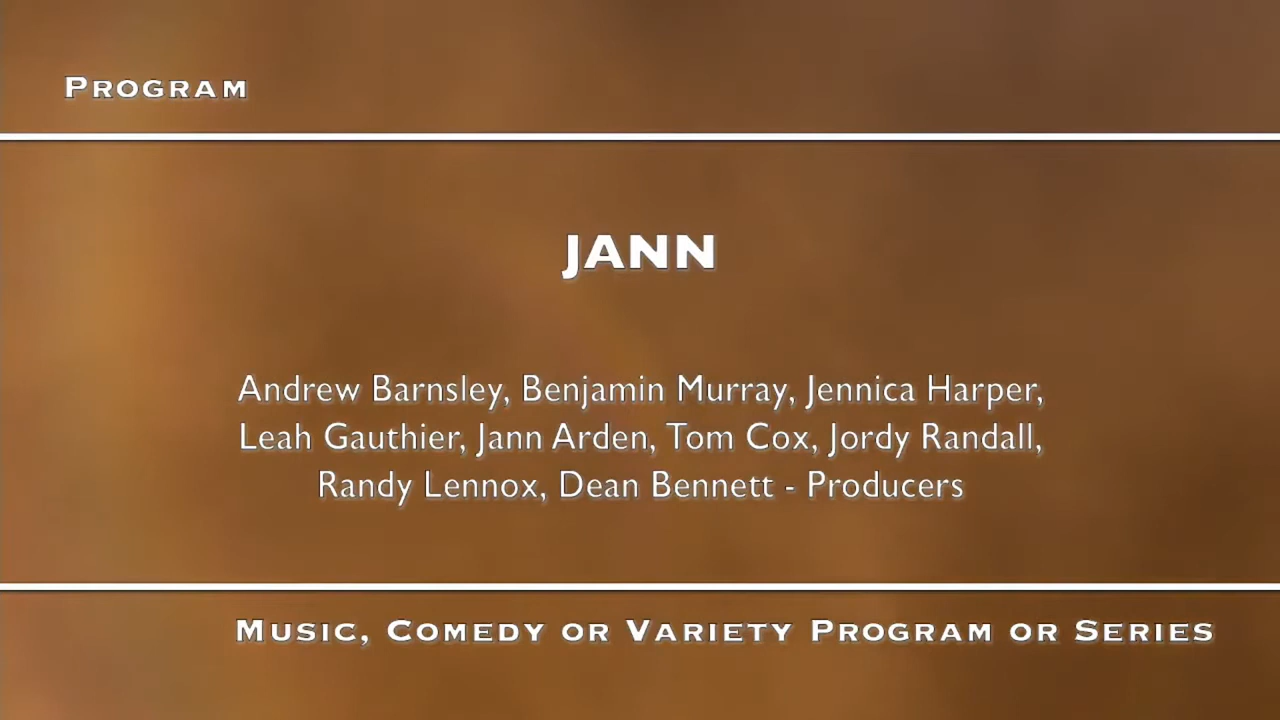 PROGRAM
JANN
Andrew Barnsley, Benjamin Murray, Jennica Harper,
Leah Gauthier, Jann Arden, Tom Cox, Jordy Randall,
Randy Lennox, Dean Bennett - Producers
MUSIC, COMEDY OR VARIETY PROGRAM OR SERIES